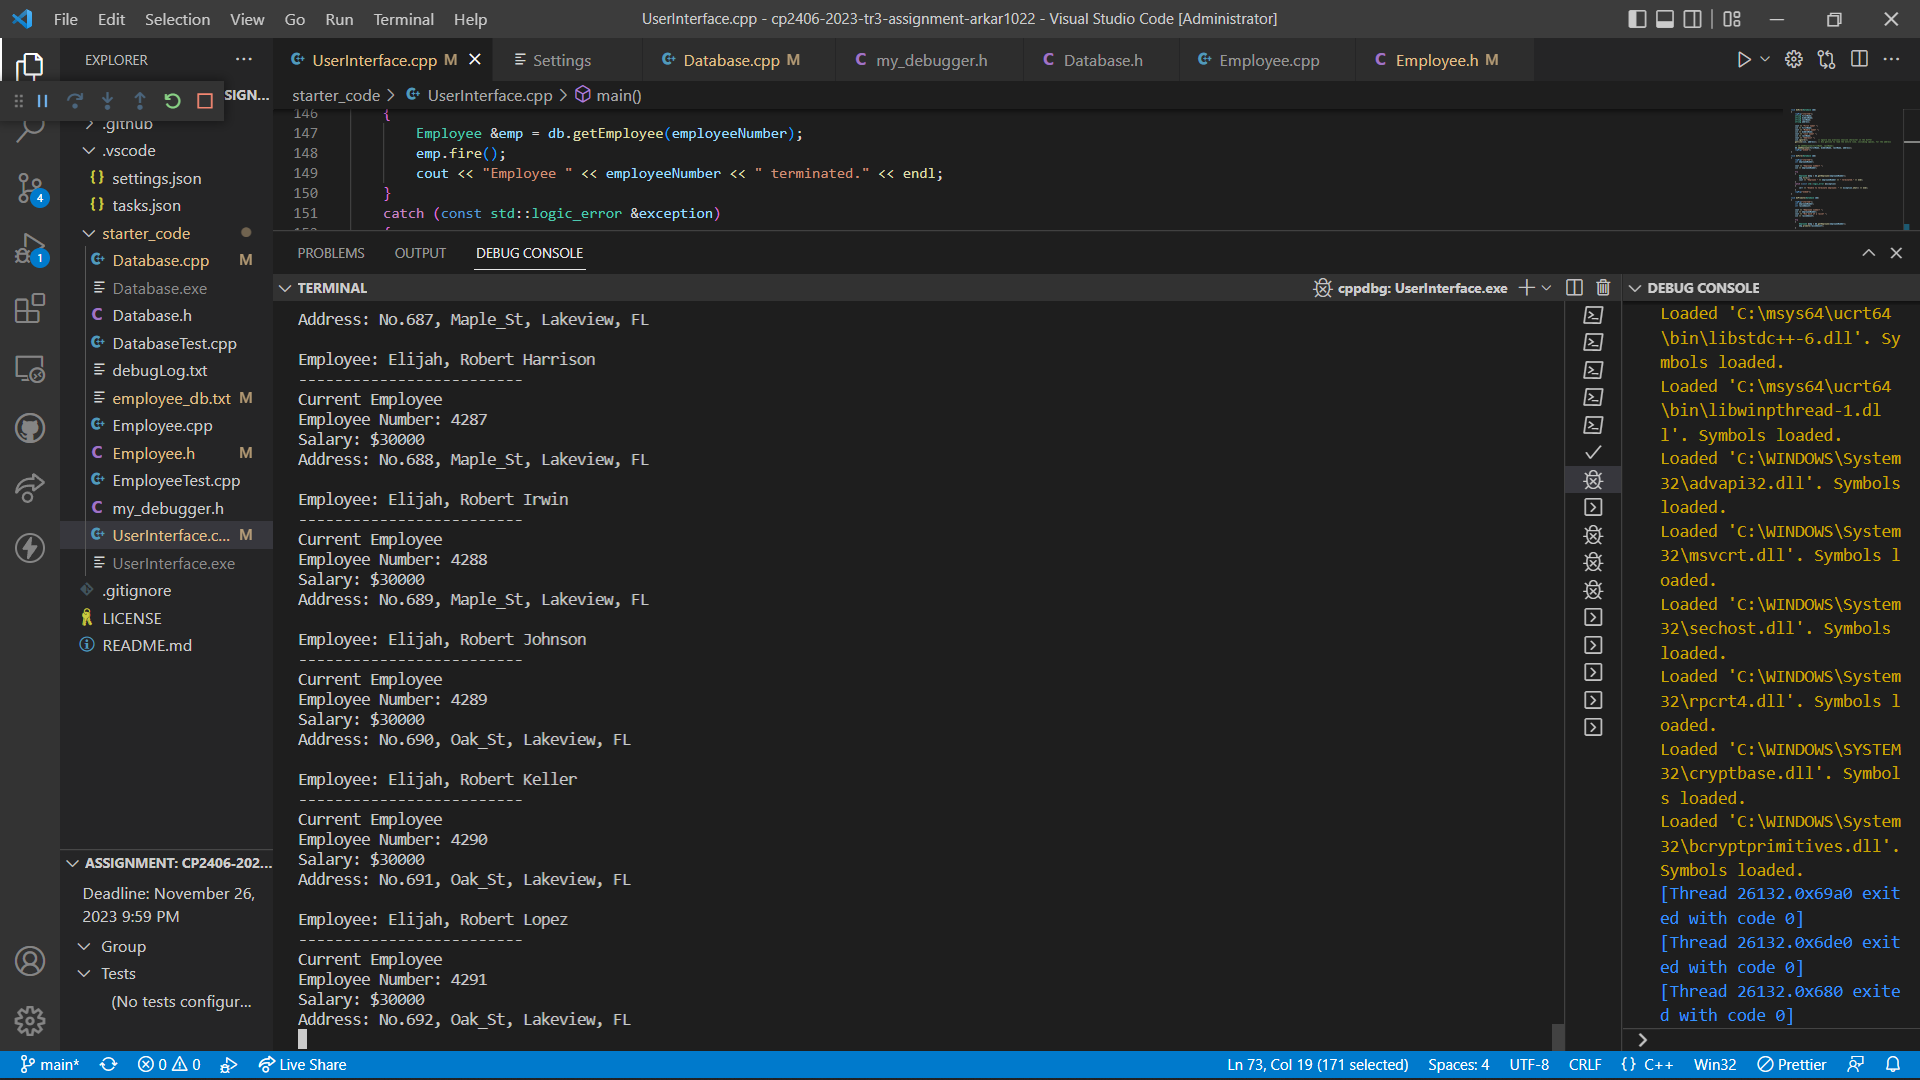 File Edit Selection View Go Run Terminal Help
UserInterface.cpp - cp2406-2023-tr3-assignment-arkar1022 - Visual Studio Code [Administrator]
EXPLORER
UserInterface.cpp M
Settings
Database.cpp M
my_debugger.h
Database.h
Employee.cpp
Employee.h M
SIGN...
.github
.vscode
settings.json
tasks.json
starter_code
Database.cpp M
Database.exe
Database.h
DatabaseTest.cpp
debugLog.txt
employee_db.txt M
Employee.cpp
Employee.h M
EmployeeTest.cpp
my_debugger.h
UserInterface.c... M
UserInterface.exe
.gitignore
LICENSE
README.md
4
1
ASSIGNMENT: CP2406-202...
Deadline: November 26,
2023 9:59 PM
Group
Tests
(No tests configur...
starter_code > UserInterface.cpp > main()
146 {
147 Employee &emp = db.getEmployee(employeeNumber);
148 emp.fire();
149 cout << "Employee " << employeeNumber << " terminated." << endl;
150 }
151 catch (const std::logic_error &exception)
PROBLEMS OUTPUT DEBUG CONSOLE
TERMINAL
cppdbg: UserInterface.exe
Address: No.687, Maple_St, Lakeview, FL
Employee: Elijah, Robert Harrison
-------------------------
Current Employee
Employee Number: 4287
Salary: $30000
Address: No.688, Maple_St, Lakeview, FL
Employee: Elijah, Robert Irwin
-------------------------
Current Employee
Employee Number: 4288
Salary: $30000
Address: No.689, Maple_St, Lakeview, FL
Employee: Elijah, Robert Johnson
-------------------------
Current Employee
Employee Number: 4289
Salary: $30000
Address: No.690, Oak_St, Lakeview, FL
Employee: Elijah, Robert Keller
-------------------------
Current Employee
Employee Number: 4290
Salary: $30000
Address: No.691, Oak_St, Lakeview, FL
Employee: Elijah, Robert Lopez
-------------------------
Current Employee
Employee Number: 4291
Salary: $30000
Address: No.692, Oak_St, Lakeview, FL
DEBUG CONSOLE
Loaded 'C:\msys64\ucrt64
\bin\libstdc++-6.dll'. Sy
mbols loaded.
Loaded 'C:\msys64\ucrt64
\bin\libwinpthread-1.dl
l'. Symbols loaded.
Loaded 'C:\WINDOWS\System
32\advapi32.dll'. Symbols
loaded.
Loaded 'C:\WINDOWS\System
32\msvcrt.dll'. Symbols l
oaded.
Loaded 'C:\WINDOWS\System
32\sechost.dll'. Symbols
loaded.
Loaded 'C:\WINDOWS\System
32\rpcrt4.dll'. Symbols l
oaded.
Loaded 'C:\WINDOWS\SYSTEM
32\cryptbase.dll'. Symbol
s loaded.
Loaded 'C:\WINDOWS\System
32\bcryptprimitives.dll'.
Symbols loaded.
[Thread 26132.0x69a0 exit
ed with code 0]
[Thread 26132.0x6de0 exit
ed with code 0]
[Thread 26132.0x680 exite
d with code 0]
main* 0 0 Live Share
Ln 73, Col 19 (171 selected) Spaces: 4 UTF-8 CRLF {} C++ Win32 Prettier